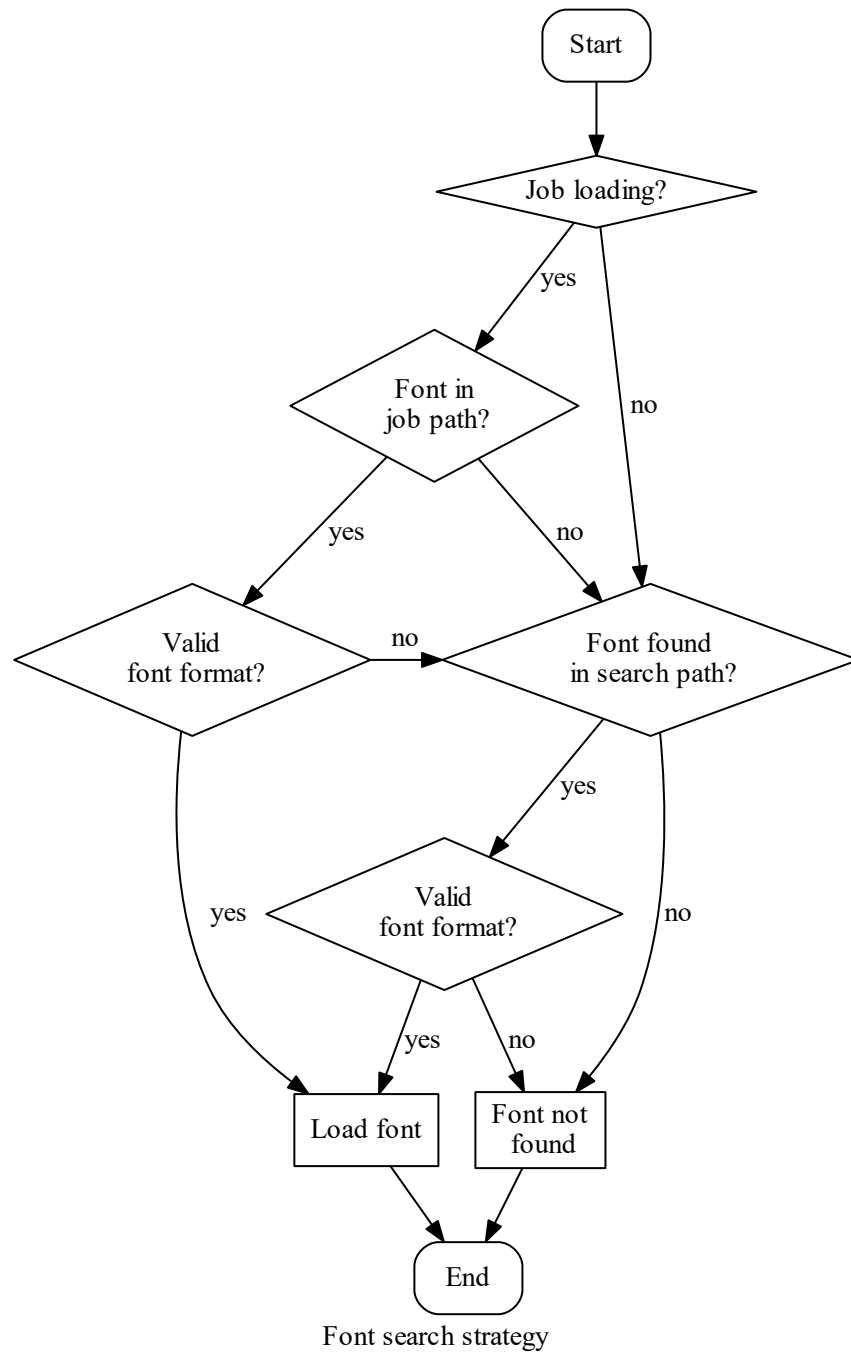 Start
Job loading?
yes
Font in
job path?
no
yes
no
Valid
font format?
no
Font found
in search path?
yes
Valid
font format?
yes
no
yes
no
Load font
Font not
found
End
Font search strategy